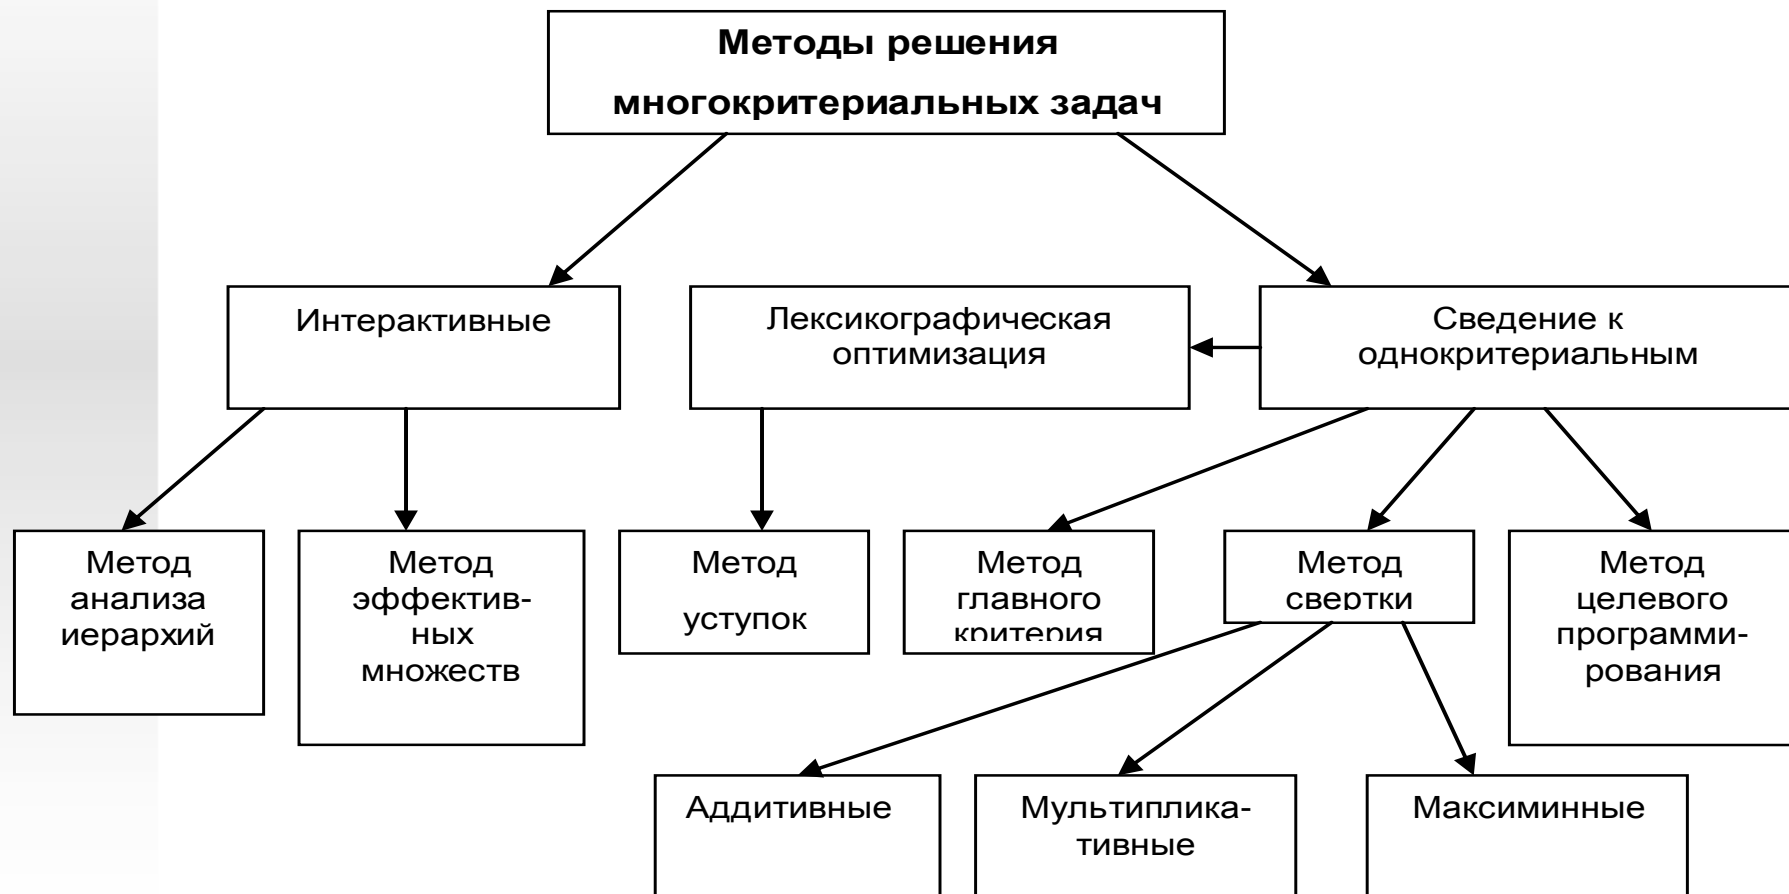 Методы решения
многокритериальных задач
Интерактивные
Лексикографическая
оптимизация
Сведение к
однокритериальным
Метод
анализа
иерархий
Метод
эффектив-
ных
множеств
Метод
уступок
Метод
главного
критерия
Метод
свертки
Метод
целевого
программи-
рования
Аддитивные
Мультиплика-
тивные
Максиминные